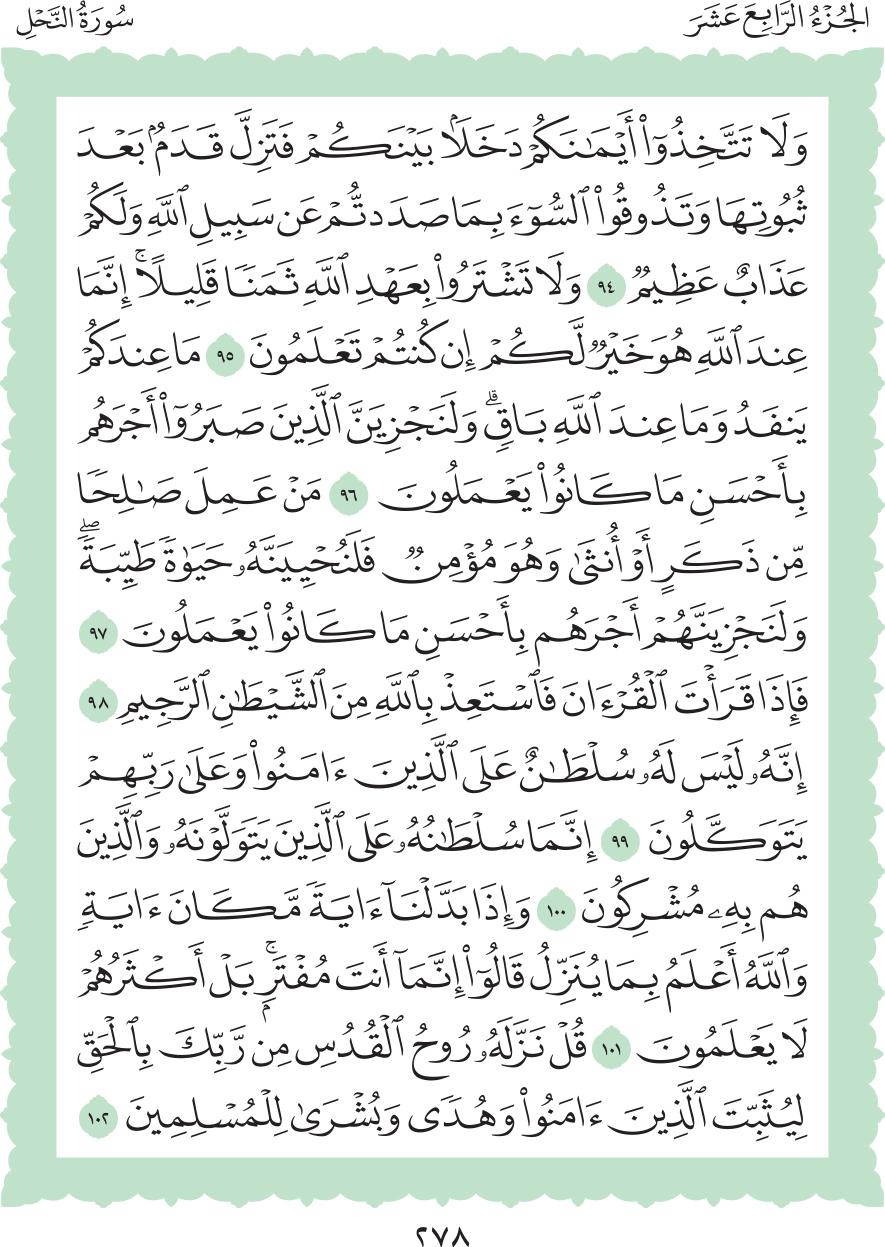 الجُزْءُ الرَّابِعَ عَشَرَ
سُورَةُ النَّحْلِ
وَلَا تَتَّخِذُوٓا۟ أَيْمَـٰنَكُمْ دَخَلًۢا بَيْنَكُمْ فَتَزِلَّ قَدَمٌۢ بَعْدَ
ثُبُوتِهَا وَتَذُوقُوا۟ ٱلسُّوٓءَ بِمَا صَدَدتُّمْ عَن سَبِيلِ ٱللَّهِ وَلَكُمْ
عَذَابٌ عَظِيمٌ ٩٤ وَلَا تَشْتَرُوا۟ بِعَهْدِ ٱللَّهِ ثَمَنًا قَلِيلًا ۚ إِنَّمَا
عِندَ ٱللَّهِ هُوَ خَيْرٌ لَّكُمْ إِن كُنتُمْ تَعْلَمُونَ ٩٥ مَا عِندَكُمْ
يَنفَدُ وَمَا عِندَ ٱللَّهِ بَاقٍ ۗ وَلَنَجْزِيَنَّ ٱلَّذِينَ صَبَرُوٓا۟ أَجْرَهُم
بِأَحْسَنِ مَا كَانُوا۟ يَعْمَلُونَ ٩٦ مَنْ عَمِلَ صَـٰلِحًا
مِّن ذَكَرٍ أَوْ أُنثَىٰ وَهُوَ مُؤْمِنٌ فَلَنُحْيِيَنَّهُۥ حَيَوٰةً طَيِّبَةً ۖ
وَلَنَجْزِيَنَّهُمْ أَجْرَهُم بِأَحْسَنِ مَا كَانُوا۟ يَعْمَلُونَ ٩٧
فَإِذَا قَرَأْتَ ٱلْقُرْءَانَ فَٱسْتَعِذْ بِٱللَّهِ مِنَ ٱلشَّيْطَـٰنِ ٱلرَّجِيمِ ٩٨
إِنَّهُۥ لَيْسَ لَهُۥ سُلْطَـٰنٌ عَلَى ٱلَّذِينَ ءَامَنُوا۟ وَعَلَىٰ رَبِّهِمْ
يَتَوَكَّلُونَ ٩٩ إِنَّمَا سُلْطَـٰنُهُۥ عَلَى ٱلَّذِينَ يَتَوَلَّوْنَهُۥ وَٱلَّذِينَ
هُم بِهِۦ مُشْرِكُونَ ١٠٠ وَإِذَا بَدَّلْنَآ ءَايَةً مَّكَانَ ءَايَةٍ ۙ
وَٱللَّهُ أَعْلَمُ بِمَا يُنَزِّلُ قَالُوٓا۟ إِنَّمَآ أَنتَ مُفْتَرٍۭ ۚ بَلْ أَكْثَرُهُمْ
لَا يَعْلَمُونَ ١٠١ قُلْ نَزَّلَهُۥ رُوحُ ٱلْقُدُسِ مِن رَّبِّكَ بِٱلْحَقِّ
لِيُثَبِّتَ ٱلَّذِينَ ءَامَنُوا۟ وَهُدًى وَبُشْرَىٰ لِلْمُسْلِمِينَ ١٠٢
٢٧٨